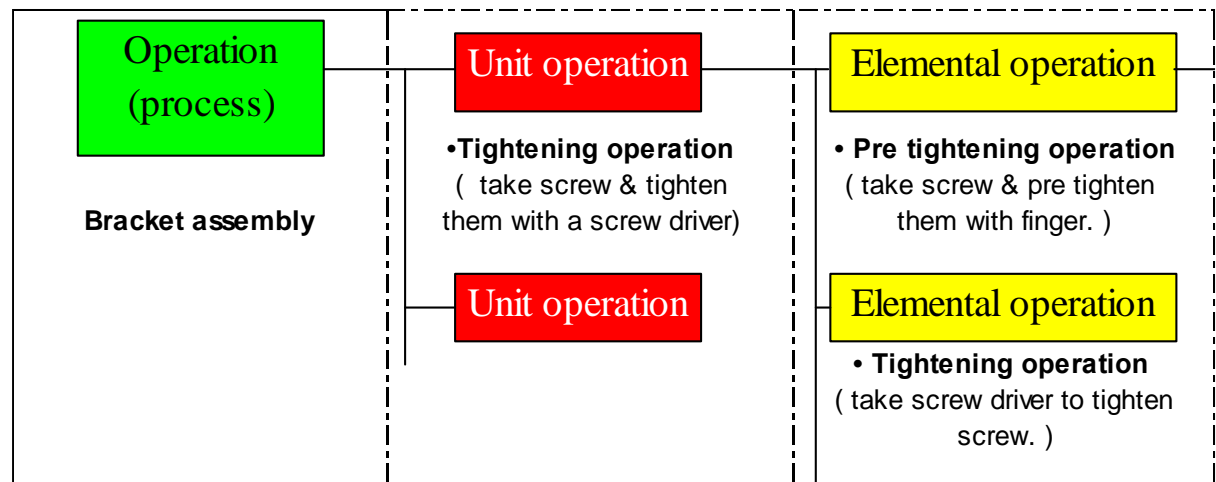 Operation
(process)
Bracket assembly
Unit operation
•Tightening operation
( take screw & tighten
them with a screw driver)
Unit operation
Elemental operation
• Pre tightening operation
( take screw & pre tighten
them with finger. )
Elemental operation
• Tightening operation
( take screw driver to tighten
screw. )